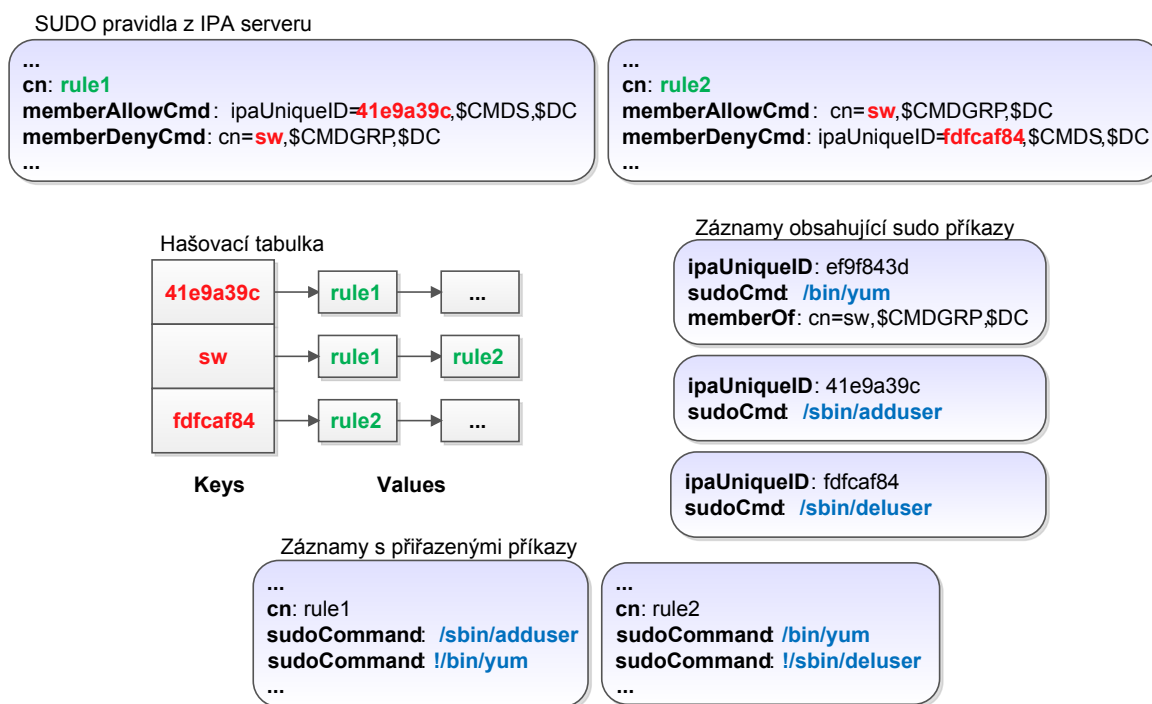 SUDO pravidla z IPA serveru
...
cn: rule1
memberAllowCmd: ipaUniqueID=41e9a39c,$CMDS,$DC
memberDenyCmd: cn=sw,$CMDGRP,$DC
...
...
cn: rule2
memberAllowCmd: cn=sw,$CMDGRP,$DC
memberDenyCmd: ipaUniqueID=fdfcaf84,$CMDS,$DC
...
Hašovací tabulka
41e9a39c rule1 ...
sw rule1 rule2
fdfcaf84 rule2 ...
Keys Values
Záznamy obsahující sudo příkazy
ipaUniqueID: ef9f843d
sudoCmd: /bin/yum
memberOf: cn=sw,$CMDGRP,$DC
ipaUniqueID: 41e9a39c
sudoCmd: /sbin/adduser
ipaUniqueID: fdfcaf84
sudoCmd: /sbin/deluser
Záznamy s přiřazenými příkazy
...
cn: rule1
sudoCommand: /sbin/adduser
sudoCommand: !/bin/yum
...
...
cn: rule2
sudoCommand: /bin/yum
sudoCommand: !/sbin/deluser
...